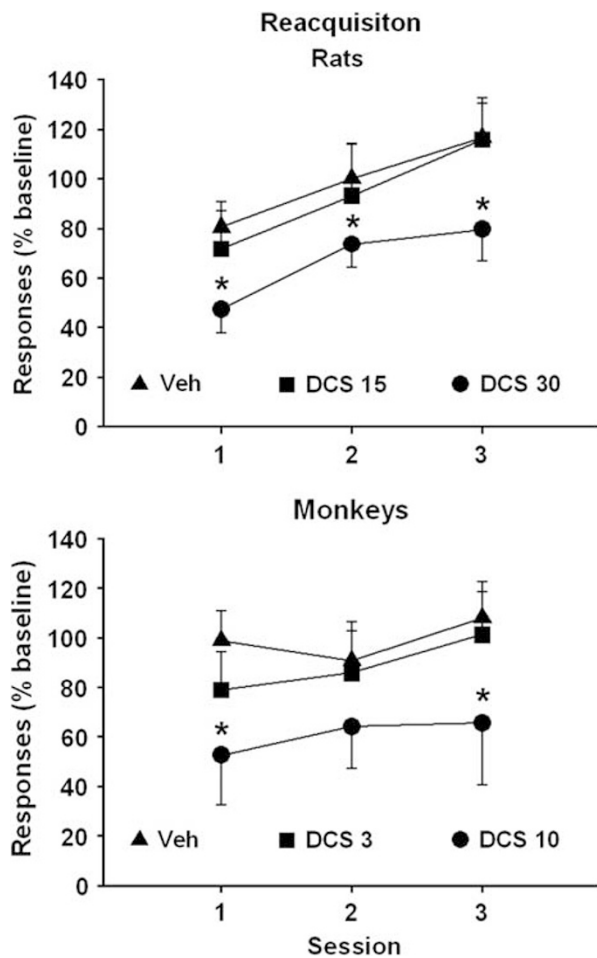 Reacquisiton
Rats
Responses (% baseline)
140
120
100
80
60
40
20
0
*
*
*
Veh
DCS 15
DCS 30
1
2
3
Monkeys
Responses (% baseline)
140
120
100
80
60
40
20
0
*
*
Veh
DCS 3
DCS 10
1
2
3
Session